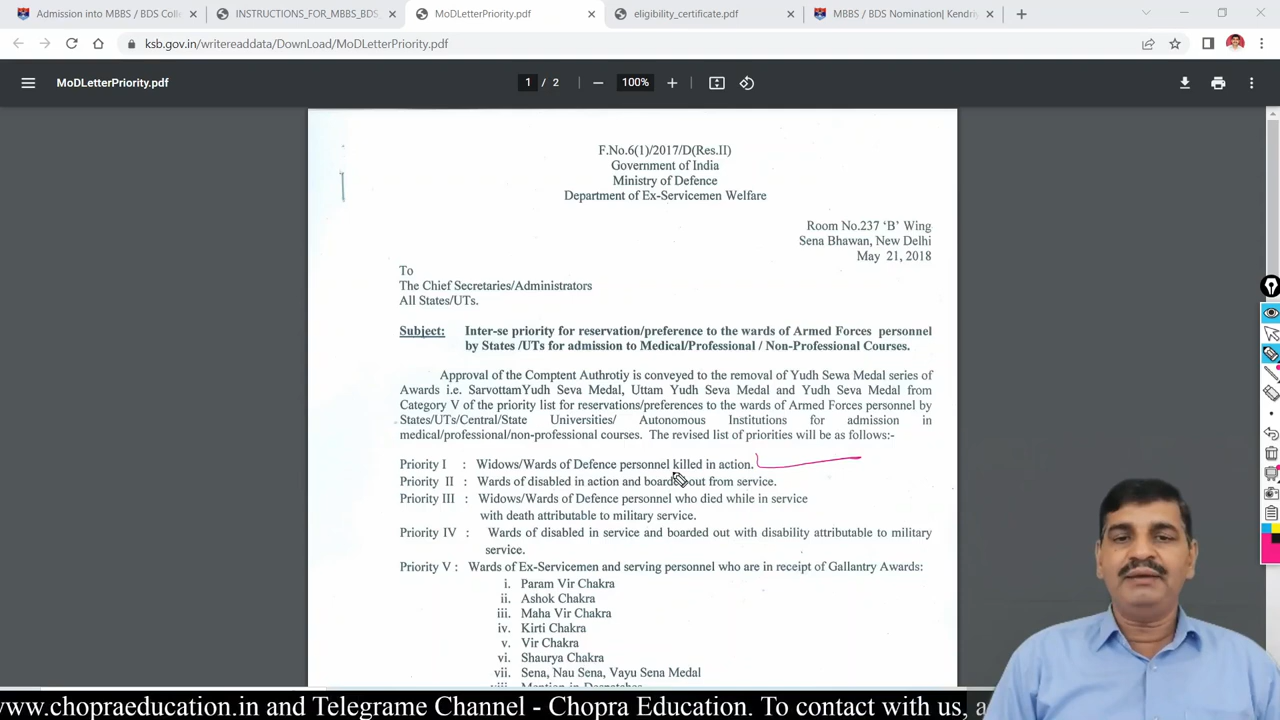 Admission into MBBS / BDS Colle
INSTRUCTIONS_FOR_MBBS_BDS_
MoDLetterPriority.pdf
eligibility_certificate.pdf
MBBS / BDS Nomination| Kendriy
ksb.gov.in/writereaddata/DownLoad/MoDLetterPriority.pdf
MoDLetterPriority.pdf
1 / 2
100%
F.No.6(1)/2017/D(Res.II)
Government of India
Ministry of Defence
Department of Ex-Servicemen Welfare
Room No.237 ‘B’ Wing
Sena Bhawan, New Delhi
May 21, 2018
To
The Chief Secretaries/Administrators
All States/UTs.
Subject: Inter-se priority for reservation/preference to the wards of Armed Forces personnel
by States /UTs for admission to Medical/Professional / Non-Professional Courses.
Approval of the Comptent Authrotiy is conveyed to the removal of Yudh Sewa Medal series of
Awards i.e. SarvottamYudh Seva Medal, Uttam Yudh Seva Medal and Yudh Seva Medal from
Category V of the priority list for reservations/preferences to the wards of Armed Forces personnel by
States/UTs/Central/State Universities/ Autonomous Institutions for admission in
medical/professional/non-professional courses. The revised list of priorities will be as follows:-
Priority I : Widows/Wards of Defence personnel killed in action.
Priority II : Wards of disabled in action and boarded out from service.
Priority III : Widows/Wards of Defence personnel who died while in service
with death attributable to military service.
Priority IV : Wards of disabled in service and boarded out with disability attributable to military
service.
Priority V : Wards of Ex-Servicemen and serving personnel who are in receipt of Gallantry Awards:
i. Param Vir Chakra
ii. Ashok Chakra
iii. Maha Vir Chakra
iv. Kirti Chakra
v. Vir Chakra
vi. Shaurya Chakra
vii. Sena, Nau Sena, Vayu Sena Medal
viii. Mention in Despatches
www.chopraeducation.in and Telegrame Channel - Chopra Education. To contact with us, a